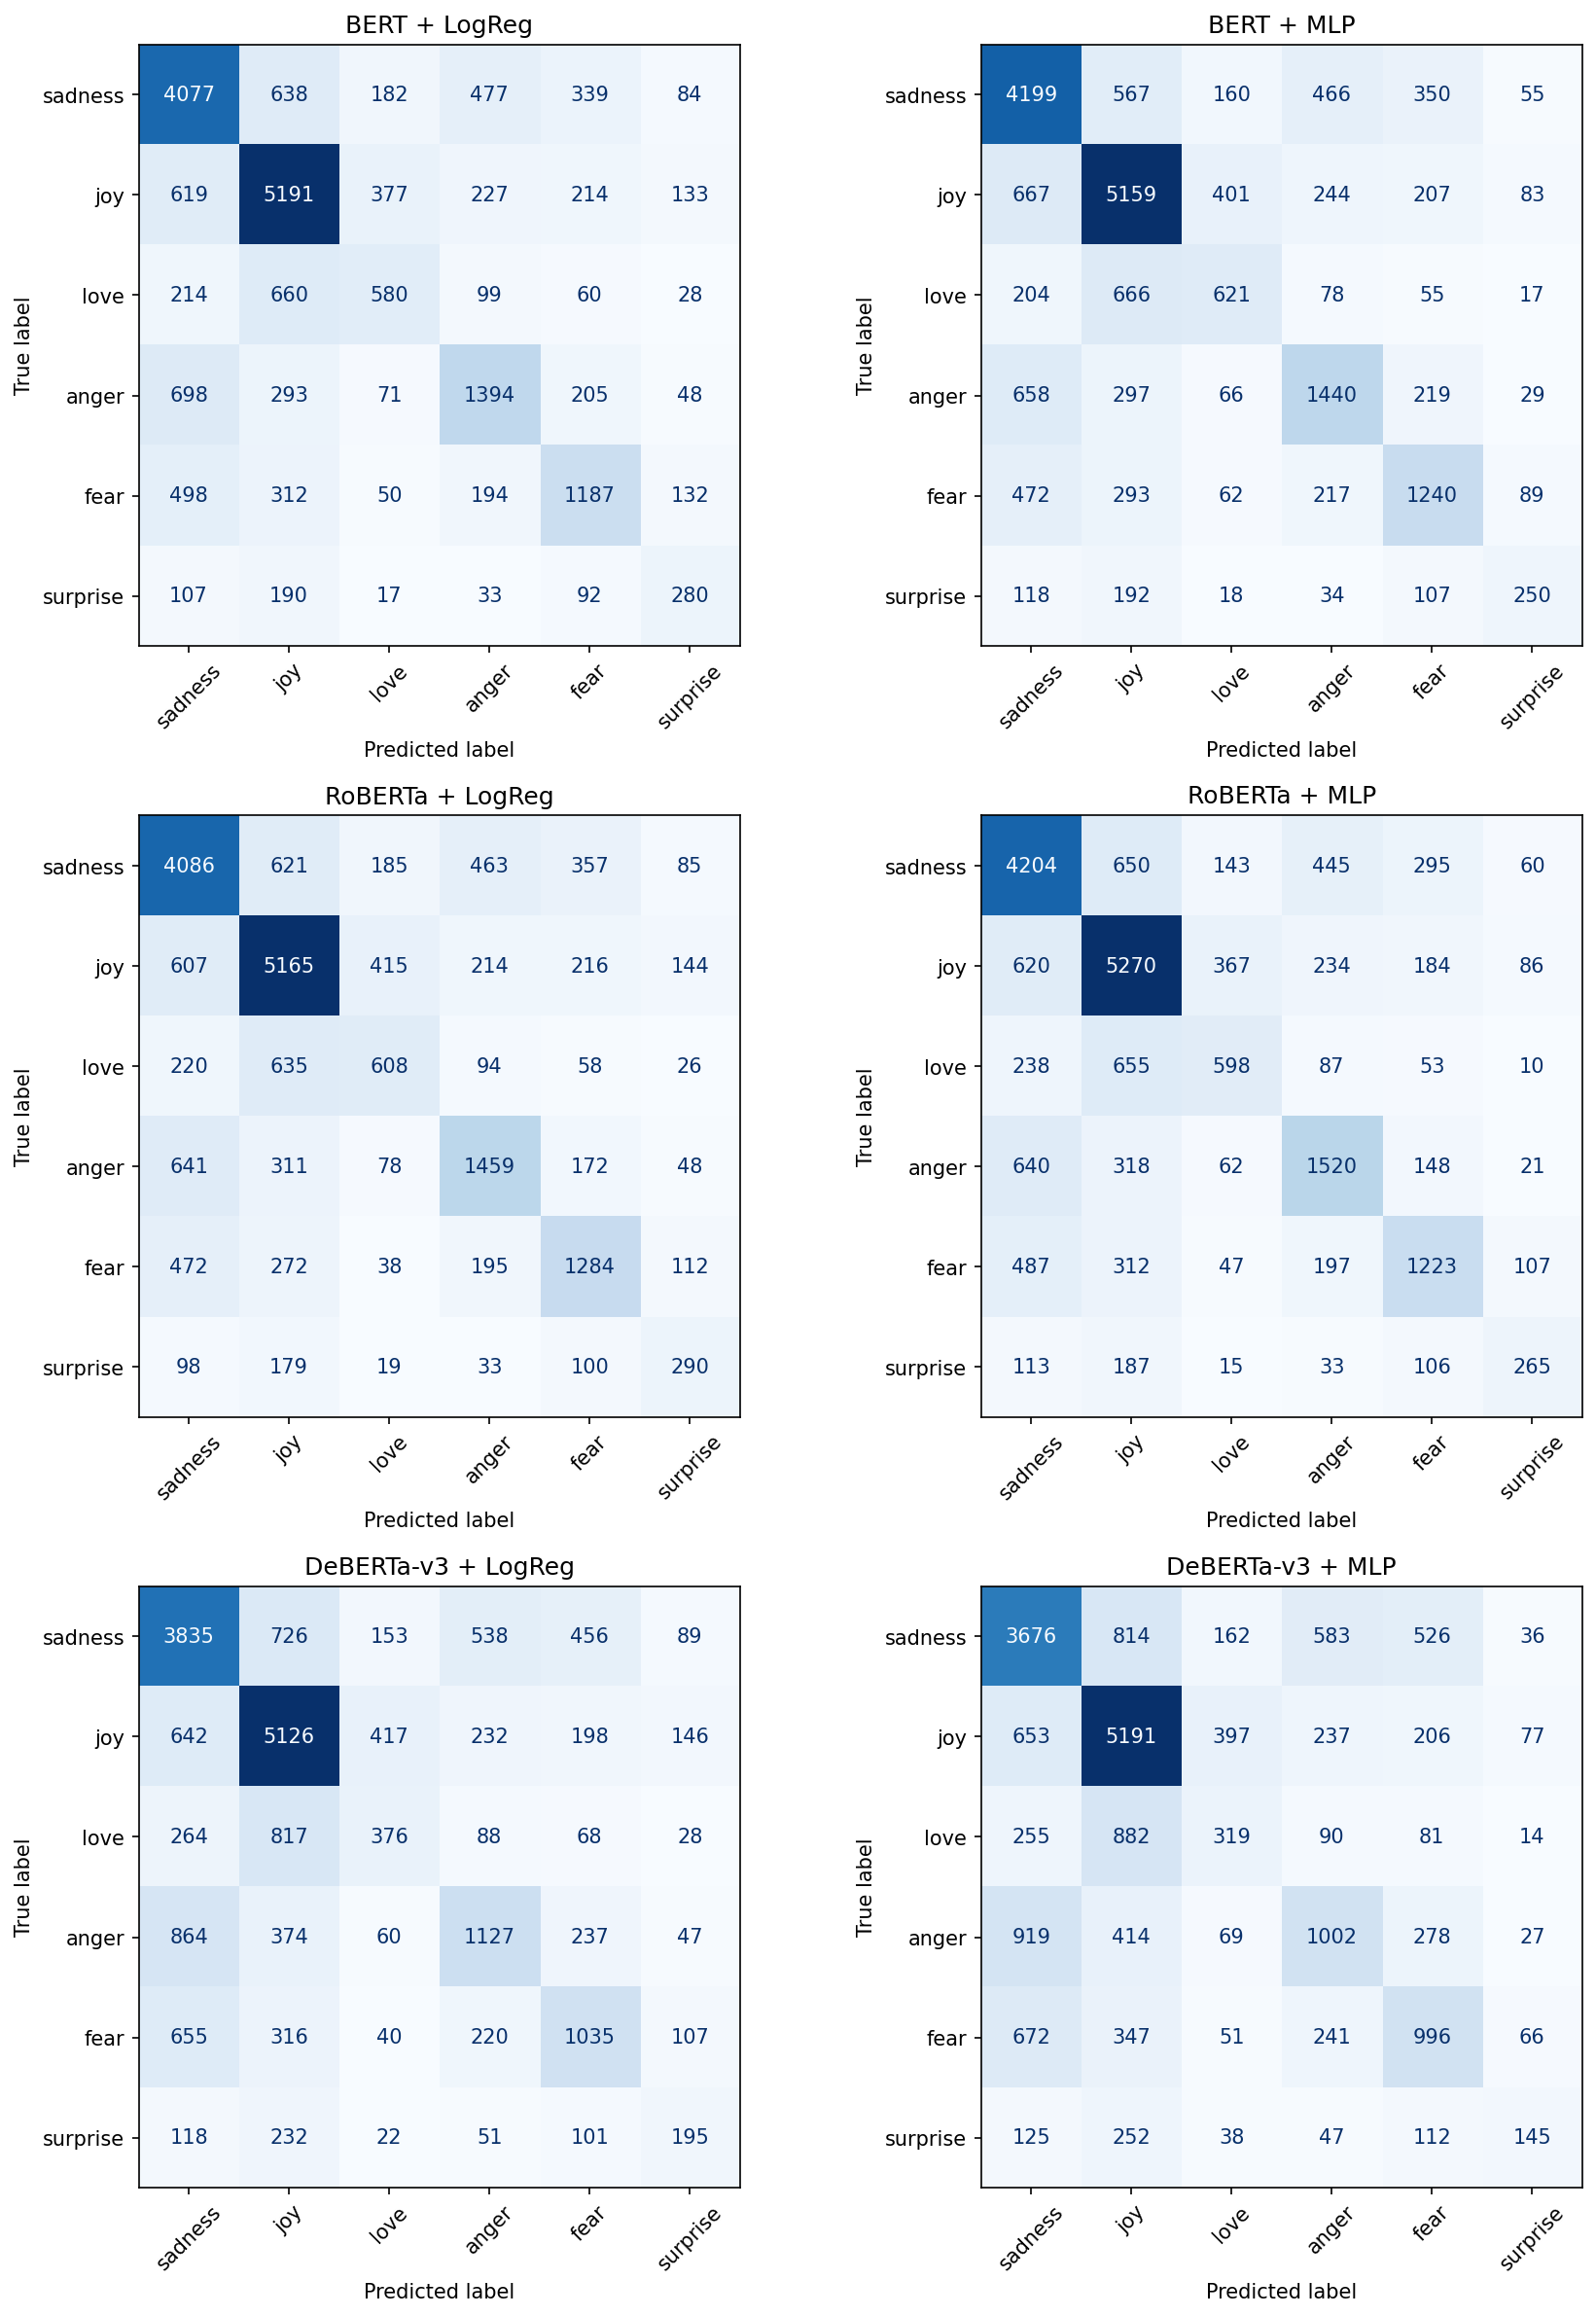 BERT + LogReg
True label
sadness 4077 638 182 477 339 84
joy 619 5191 377 227 214 133
love 214 660 580 99 60 28
anger 698 293 71 1394 205 48
fear 498 312 50 194 1187 132
surprise 107 190 17 33 92 280
sadness joy love anger fear surprise
Predicted label
BERT + MLP
True label
sadness 4199 567 160 466 350 55
joy 667 5159 401 244 207 83
love 204 666 621 78 55 17
anger 658 297 66 1440 219 29
fear 472 293 62 217 1240 89
surprise 118 192 18 34 107 250
sadness joy love anger fear surprise
Predicted label
RoBERTa + LogReg
True label
sadness 4086 621 185 463 357 85
joy 607 5165 415 214 216 144
love 220 635 608 94 58 26
anger 641 311 78 1459 172 48
fear 472 272 38 195 1284 112
surprise 98 179 19 33 100 290
sadness joy love anger fear surprise
Predicted label
RoBERTa + MLP
True label
sadness 4204 650 143 445 295 60
joy 620 5270 367 234 184 86
love 238 655 598 87 53 10
anger 640 318 62 1520 148 21
fear 487 312 47 197 1223 107
surprise 113 187 15 33 106 265
sadness joy love anger fear surprise
Predicted label
DeBERTa-v3 + LogReg
True label
sadness 3835 726 153 538 456 89
joy 642 5126 417 232 198 146
love 264 817 376 88 68 28
anger 864 374 60 1127 237 47
fear 655 316 40 220 1035 107
surprise 118 232 22 51 101 195
sadness joy love anger fear surprise
Predicted label
DeBERTa-v3 + MLP
True label
sadness 3676 814 162 583 526 36
joy 653 5191 397 237 206 77
love 255 882 319 90 81 14
anger 919 414 69 1002 278 27
fear 672 347 51 241 996 66
surprise 125 252 38 47 112 145
sadness joy love anger fear surprise
Predicted label